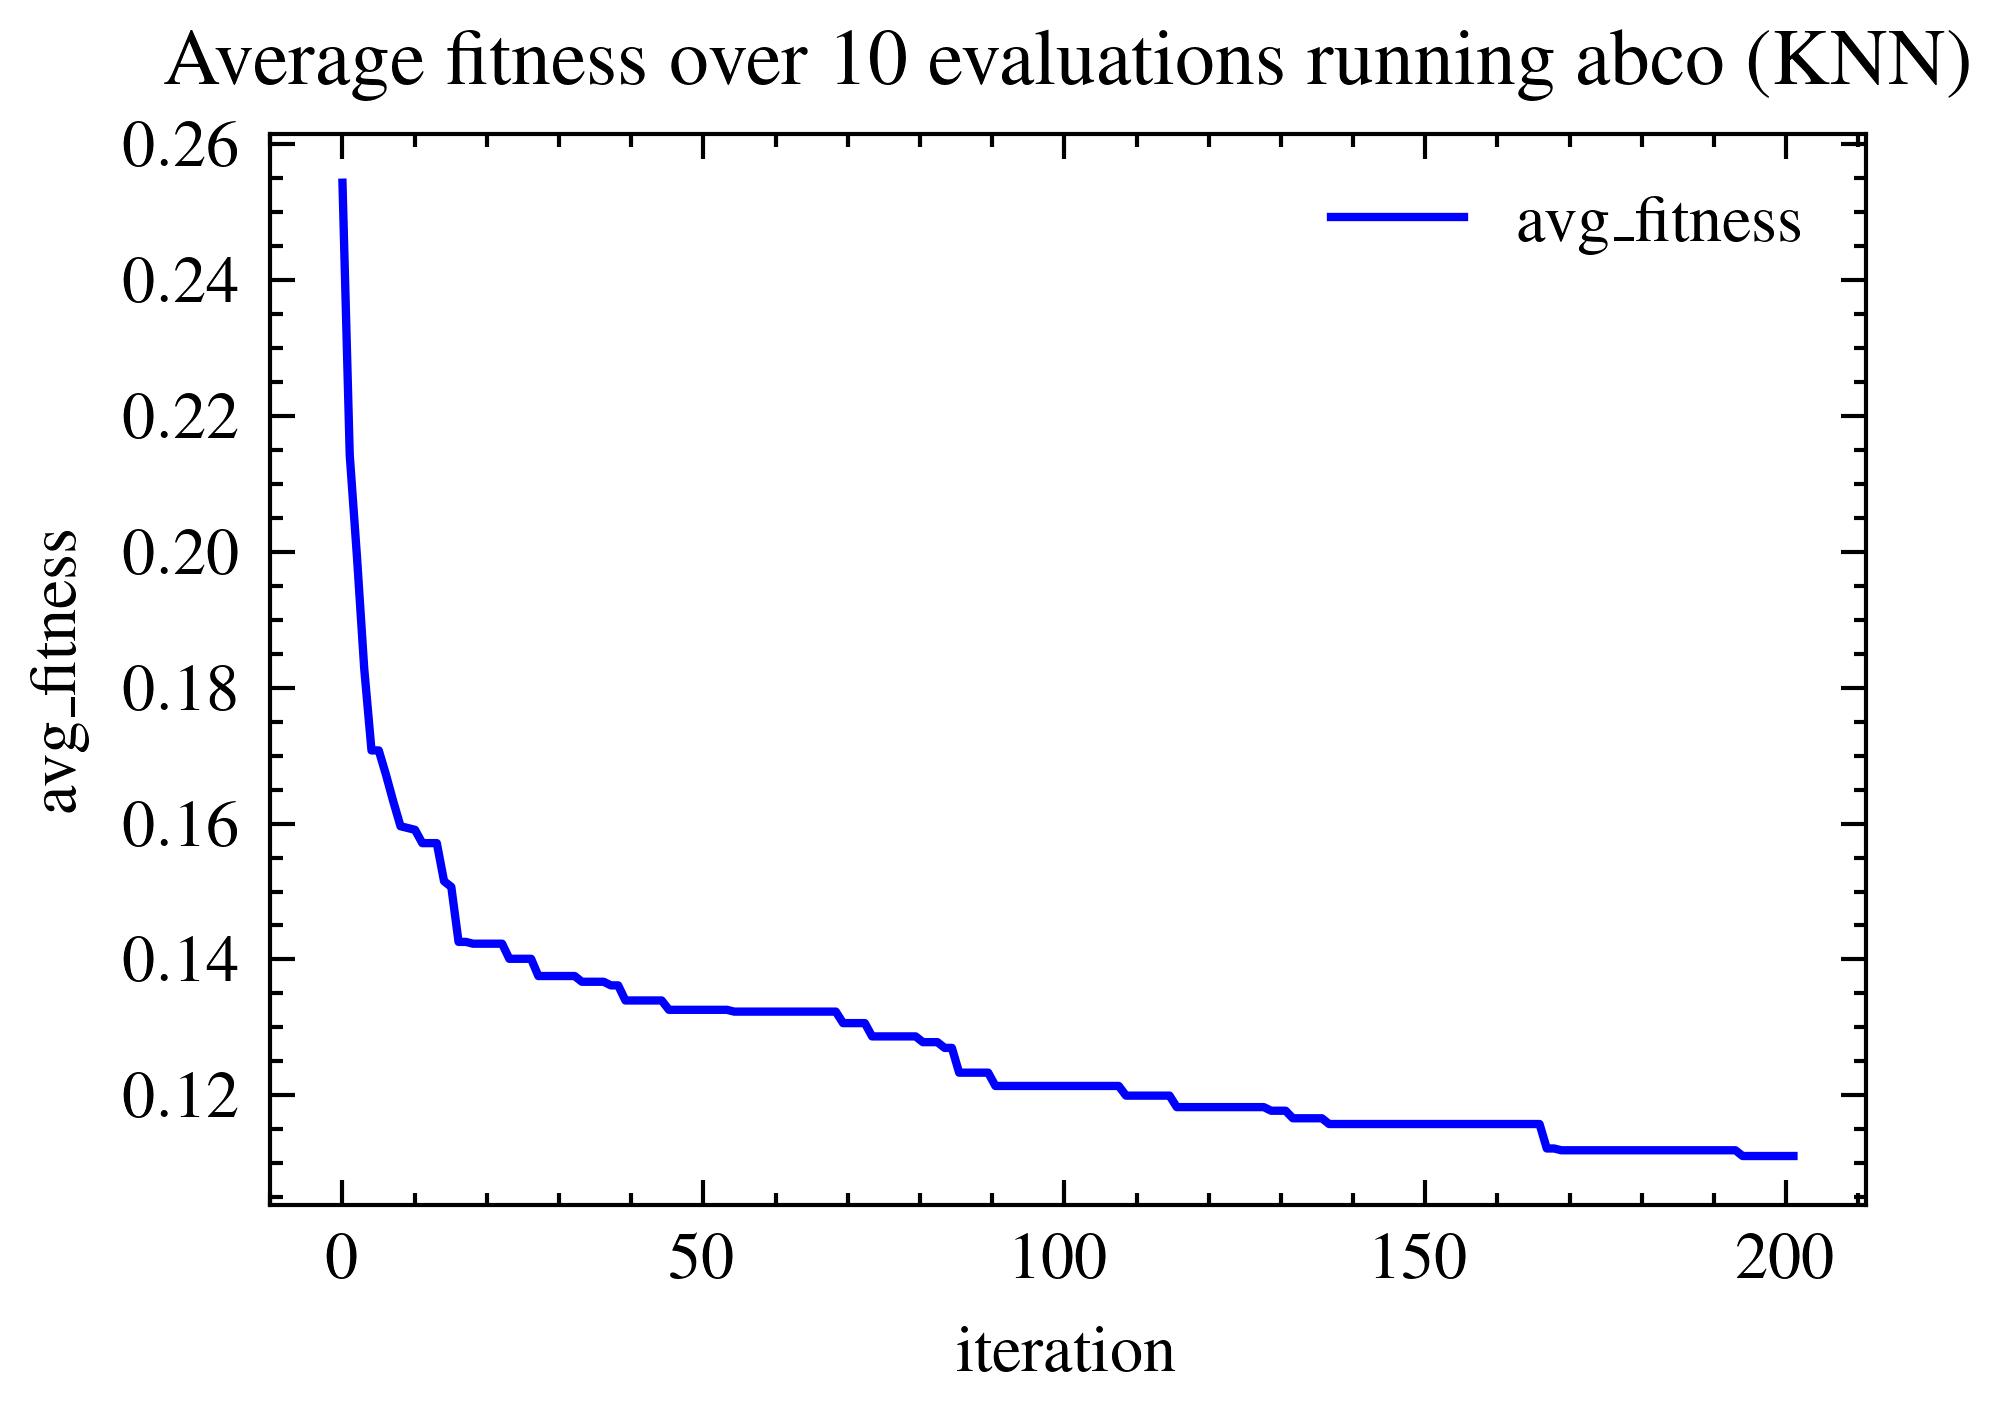 Average fitness over 10 evaluations running abco (KNN)
0.26
0.24
0.22
0.20
0.18
0.16
0.14
0.12
avg_fitness
avg_fitness
0 50 100 150 200
iteration